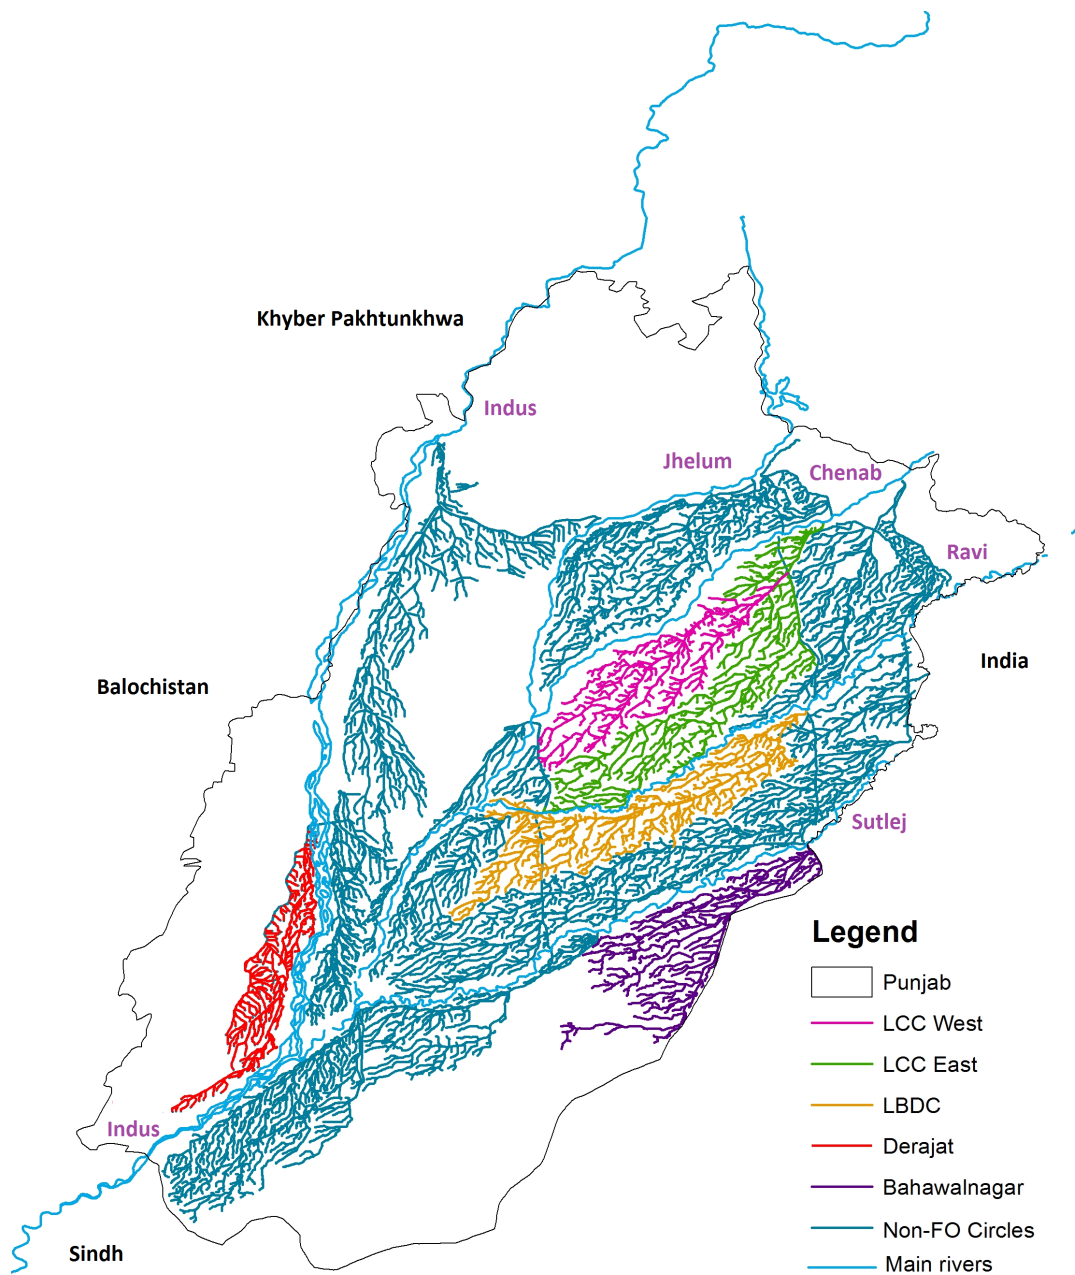 Khyber Pakhtunkhwa
Indus
Jhelum
Chenab
Ravi
India
Balochistan
Sutlej
Legend
Punjab
LCC West
LCC East
LBDC
Derajat
Bahawalnagar
Non-FO Circles
Main rivers
Indus
Sindh